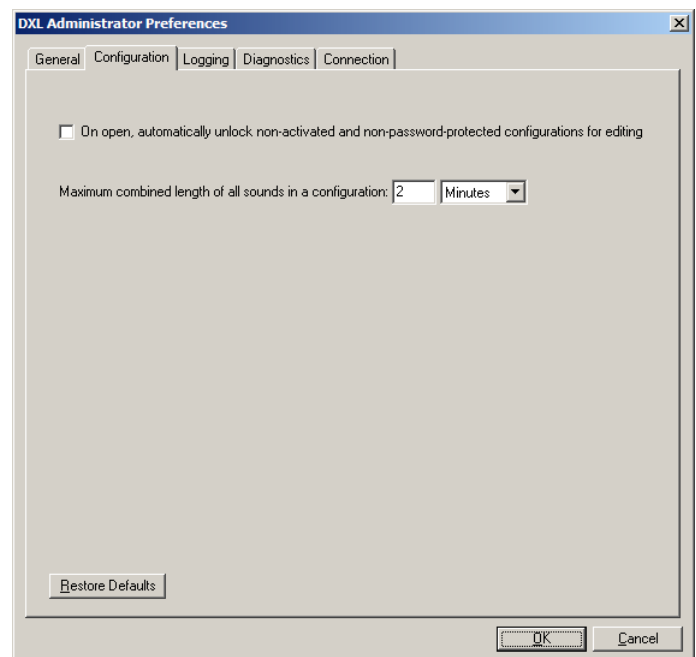 DXL Administrator Preferences
General Configuration Logging Diagnostics Connection
On open, automatically unlock non-activated and non-password-protected configurations for editing
Maximum combined length of all sounds in a configuration: 2 Minutes
Restore Defaults
OK Cancel